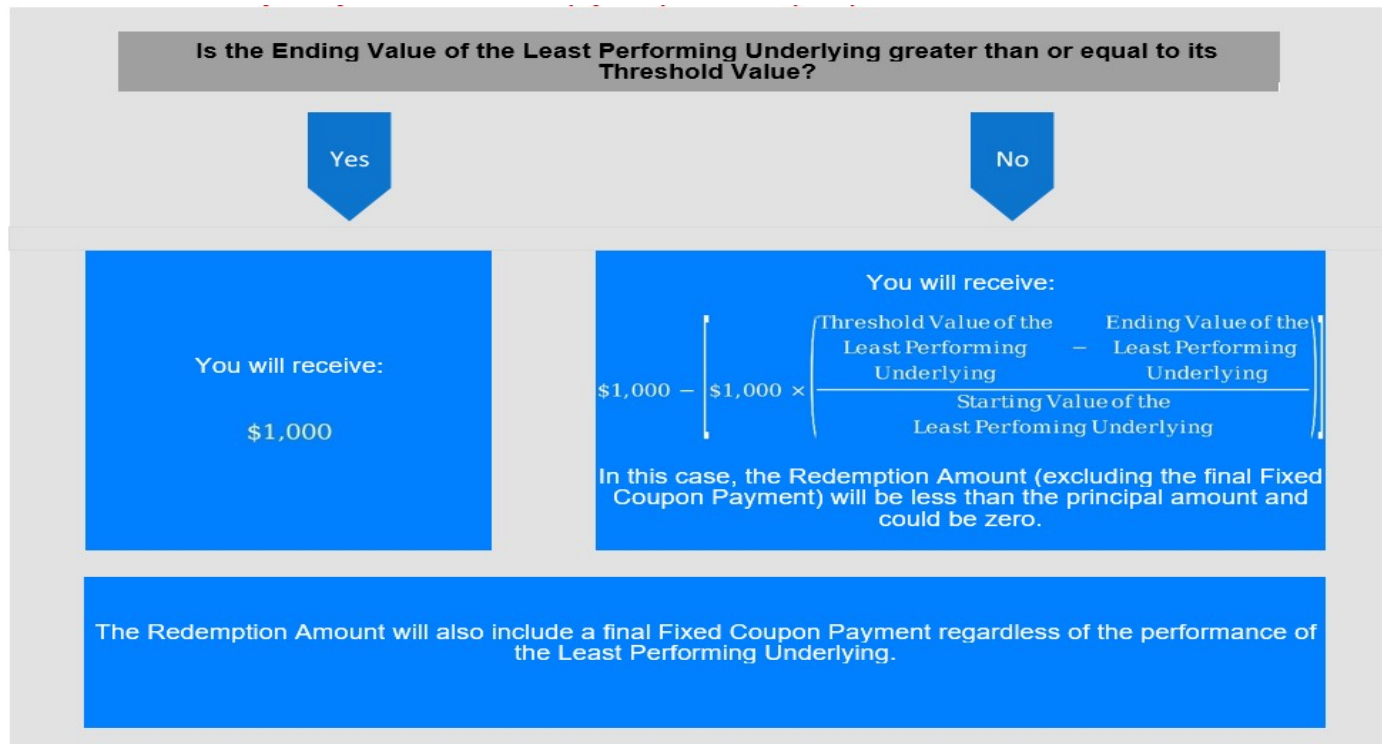 Is the Ending Value of the Least Performing Underlying greater than or equal to its
Threshold Value?
Yes
No
You will receive:
$1,000
You will receive:
$1,000 − [$1,000 × (
Threshold Value of the
Least Performing
Underlying
−
Ending Value of the
Least Performing
Underlying
Starting Value of the
Least Perfoming Underlying
)]
In this case, the Redemption Amount (excluding the final Fixed
Coupon Payment) will be less than the principal amount and
could be zero.
The Redemption Amount will also include a final Fixed Coupon Payment regardless of the performance of
the Least Performing Underlying.